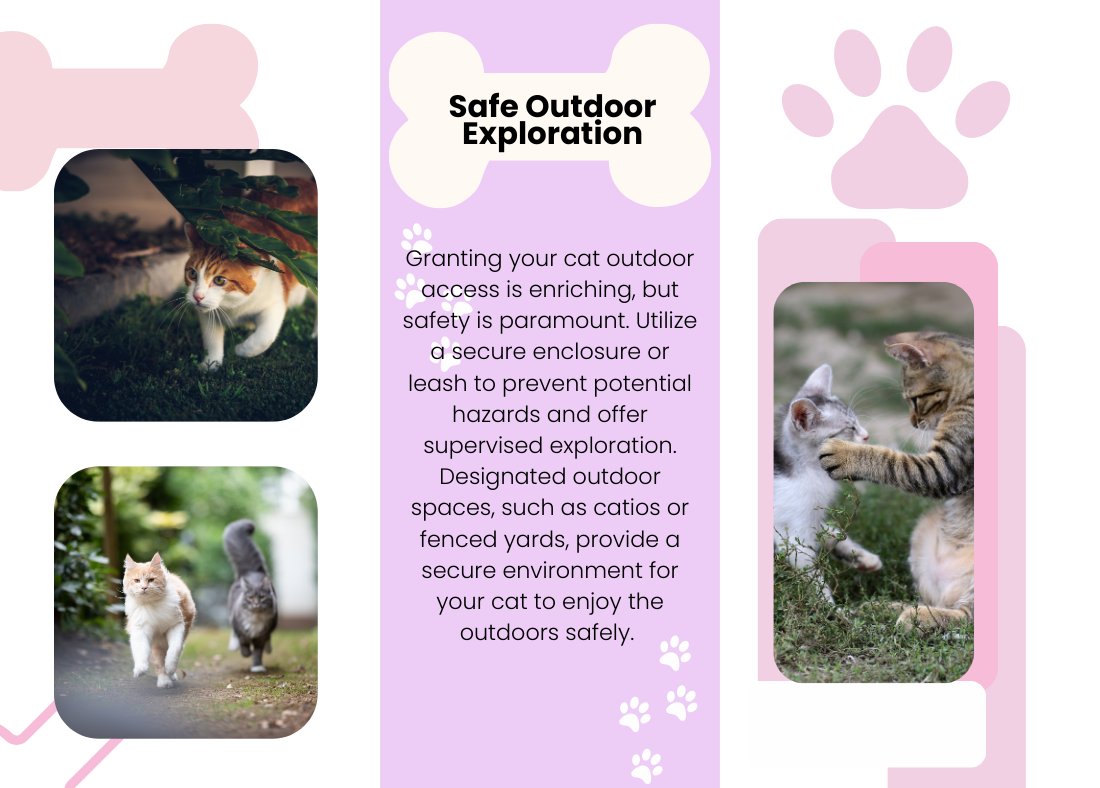 Safe Outdoor
Exploration
Granting your cat outdoor
access is enriching, but
safety is paramount. Utilize
a secure enclosure or
leash to prevent potential
hazards and offer
supervised exploration.
Designated outdoor
spaces, such as catios or
fenced yards, provide a
secure environment for
your cat to enjoy the
outdoors safely.